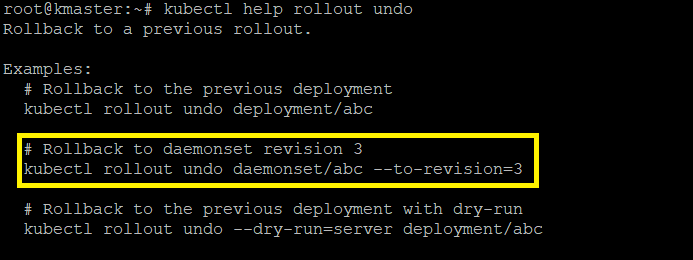 root@kmaster:~# kubectl help rollout undo
Rollback to a previous rollout.
Examples:
# Rollback to the previous deployment
kubectl rollout undo deployment/abc
# Rollback to daemonset revision 3
kubectl rollout undo daemonset/abc --to-revision=3
# Rollback to the previous deployment with dry-run
kubectl rollout undo --dry-run=server deployment/abc